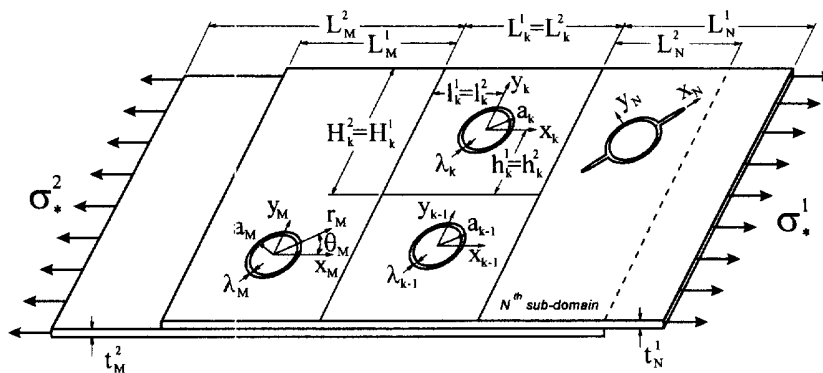 L_M^2
L_k^1=L_k^2
L_N^1
L_M^1
L_N^2
l_k^1=l_k^2
y_k
a_k
x_k
y_N
x_N
H_k^2=H_k^1
λ_k
h_k^1=h_k^2
σ_*^2
σ_*^1
y_M
r_M
a_M
θ_M
x_M
λ_M
y_k-1
a_k-1
x_k-1
λ_k-1
N^th sub-domain
t_M^2
t_N^1